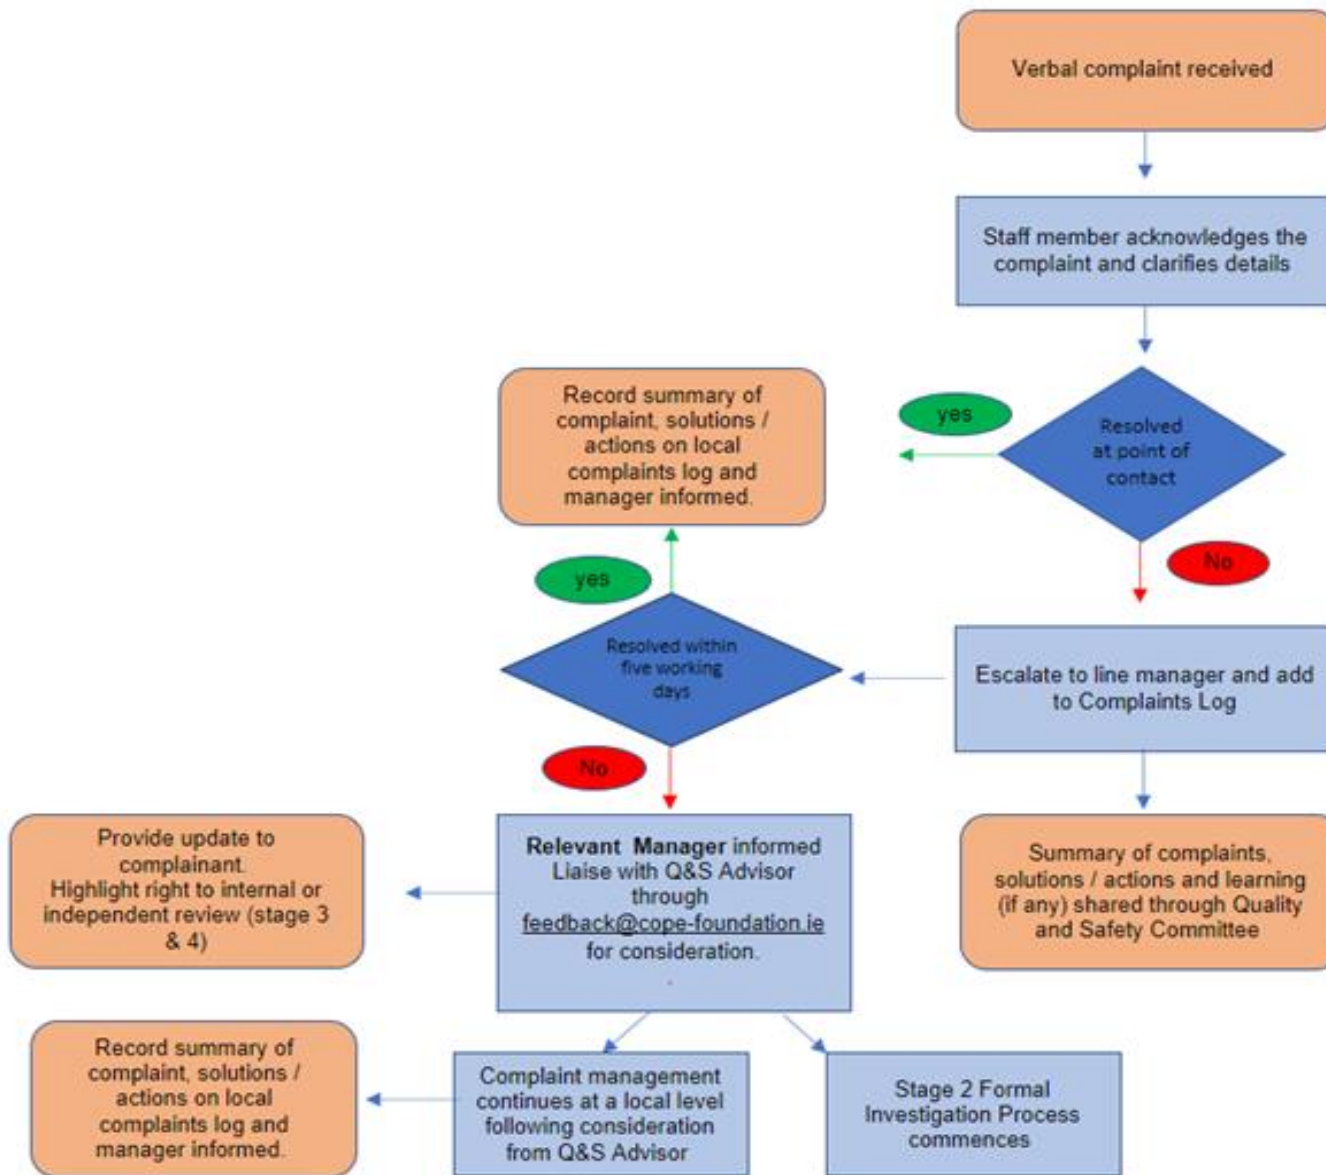 Verbal complaint received
Staff member acknowledges the
complaint and clarifies details
Resolved
at point of
contact
yes
No
Record summary of
complaint, solutions /
actions on local
complaints log and
manager informed.
Escalate to line manager and add
to Complaints Log
Resolved within
five working
days
yes
No
Summary of complaints,
solutions / actions and learning
(if any) shared through Quality
and Safety Committee
Relevant Manager informed
Liaise with Q&S Advisor
through
feedback@cope-foundation.ie
for consideration.
.
Provide update to
complainant.
Highlight right to internal or
independent review (stage 3
& 4)
Complaint management
continues at a local level
following consideration
from Q&S Advisor
Stage 2 Formal
Investigation Process
commences
Record summary of
complaint, solutions /
actions on local
complaints log and
manager informed.